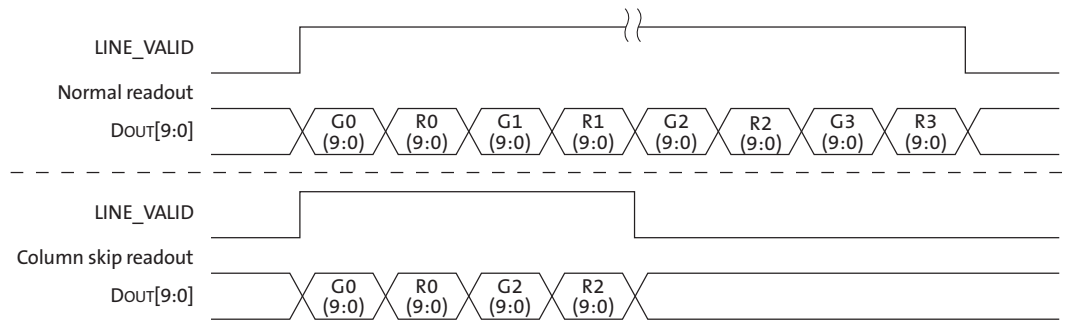 LINE_VALID
Normal readout
DOUT[9:0]
G0 (9:0)
R0 (9:0)
G1 (9:0)
R1 (9:0)
G2 (9:0)
R2 (9:0)
G3 (9:0)
R3 (9:0)
LINE_VALID
Column skip readout
DOUT[9:0]
G0 (9:0)
R0 (9:0)
G2 (9:0)
R2 (9:0)